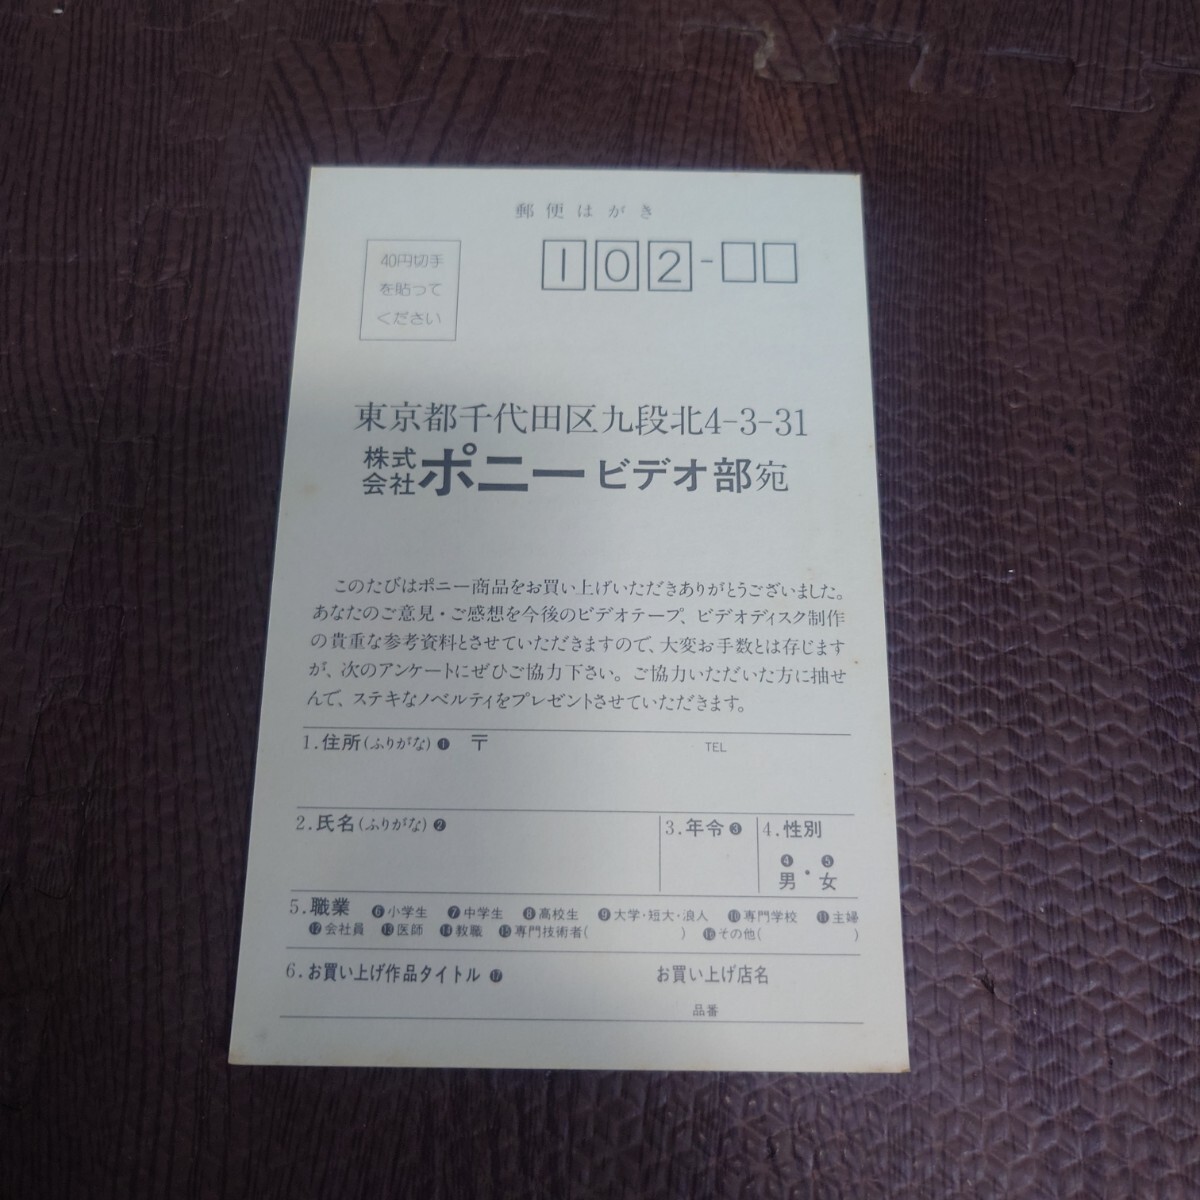 郵便はがき
40円切手
を貼って
ください
102-□□
東京都千代田区九段北4-3-31
株式会社ポニービデオ部宛
このたびはポニー商品をお買い上げいただきありがとうございました。
あなたのご意見・ご感想を今後のビデオテープ、ビデオディスク制作
の貴重な参考資料とさせていただきますので、大変お手数とは存じます
が、次のアンケートにぜひご協力下さい。ご協力いただいた方に抽せ
んで、ステキなノベルティをプレゼントさせていただきます。
1.住所(ふりがな)❶ 〒 TEL
2.氏名(ふりがな)❷ 3.年令❸ 4.性別
❹男・❺女
5.職業 ❻小学生 ❼中学生 ❽高校生 ❾大学・短大・浪人 ❿専門学校 ⓫主婦
⓬会社員 ⓭医師 ⓮教職 ⓯専門技術者( ) ⓰その他( )
6.お買い上げ作品タイトル⓱ お買い上げ店名
品番